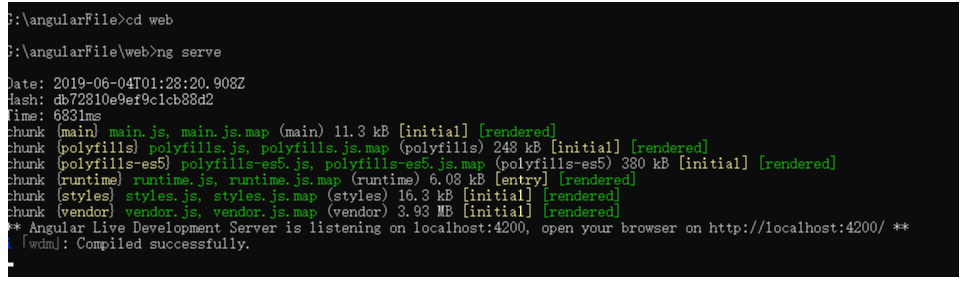 G:\angularFile>cd web
G:\angularFile\web>ng serve
Date: 2019-06-04T01:28:20.908Z
Hash: db72810e9ef9c1cb88d2
Time: 6831ms
chunk {main} main.js, main.js.map (main) 11.3 kB [initial] [rendered]
chunk {polyfills} polyfills.js, polyfills.js.map (polyfills) 248 kB [initial] [rendered]
chunk {polyfills-es5} polyfills-es5.js, polyfills-es5.js.map (polyfills-es5) 380 kB [initial] [rendered]
chunk {runtime} runtime.js, runtime.js.map (runtime) 6.08 kB [entry] [rendered]
chunk {styles} styles.js, styles.js.map (styles) 16.3 kB [initial] [rendered]
chunk {vendor} vendor.js, vendor.js.map (vendor) 3.93 MB [initial] [rendered]
** Angular Live Development Server is listening on localhost:4200, open your browser on http://localhost:4200/ **
i 「wdm」: Compiled successfully.